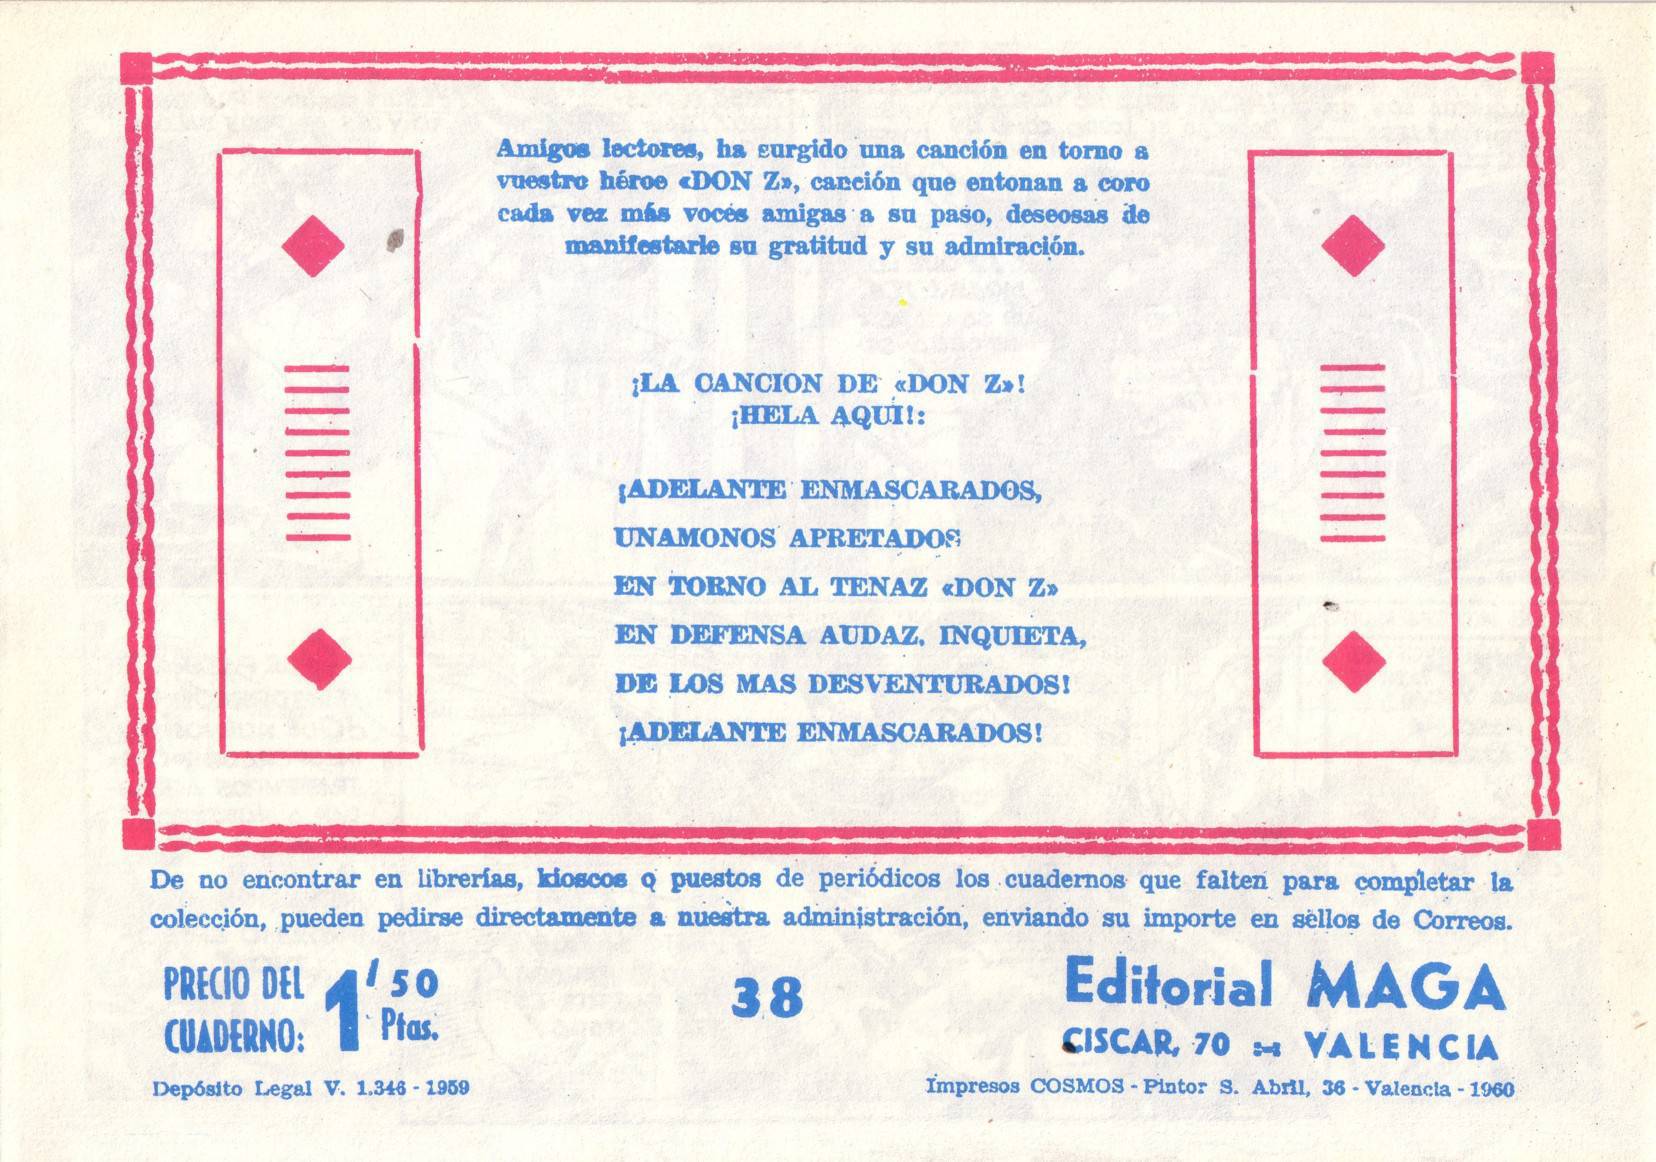 Amigos lectores, ha surgido una canción en torno a
vuestro héroe «DON Z», canción que entonan a coro
cada vez más voces amigas a su paso, deseosas de
manifestarle su gratitud y su admiración.
¡LA CANCION DE «DON Z»!
¡HELA AQUI!:
¡ADELANTE ENMASCARADOS,
UNAMONOS APRETADOS
EN TORNO AL TENAZ «DON Z»
EN DEFENSA AUDAZ, INQUIETA,
DE LOS MAS DESVENTURADOS!
¡ADELANTE ENMASCARADOS!
De no encontrar en librerías, kioscos o puestos de periódicos los cuadernos que falten para completar la
colección, pueden pedirse directamente a nuestra administración, enviando su importe en sellos de Correos.
PRECIO DEL CUADERNO: 1'50 Ptas.
38
Editorial MAGA
CISCAR, 70 :-: VALENCIA
Depósito Legal V. 1.346 - 1959
Impresos COSMOS - Pintor S. Abril, 36 - Valencia - 1960